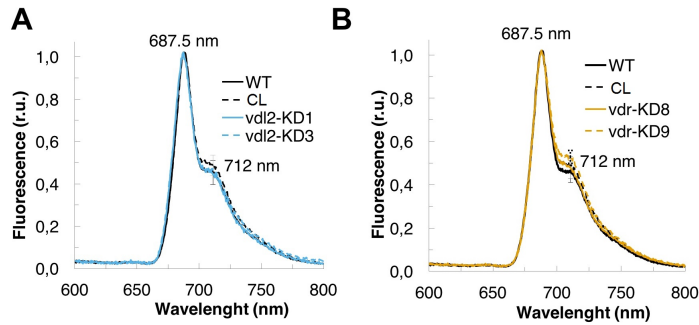 A
687.5 nm
1,0
0,8
0,6
0,4
0,2
0,0
Fluorescence (r.u.)
WT
CL
vdl2-KD1
vdl2-KD3
712 nm
600
650
700
750
800
Wavelenght (nm)
B
687.5 nm
1,0
0,8
0,6
0,4
0,2
0,0
Fluorescence (r.u.)
WT
CL
vdr-KD8
vdr-KD9
712 nm
600
650
700
750
800
Wavelenght (nm)